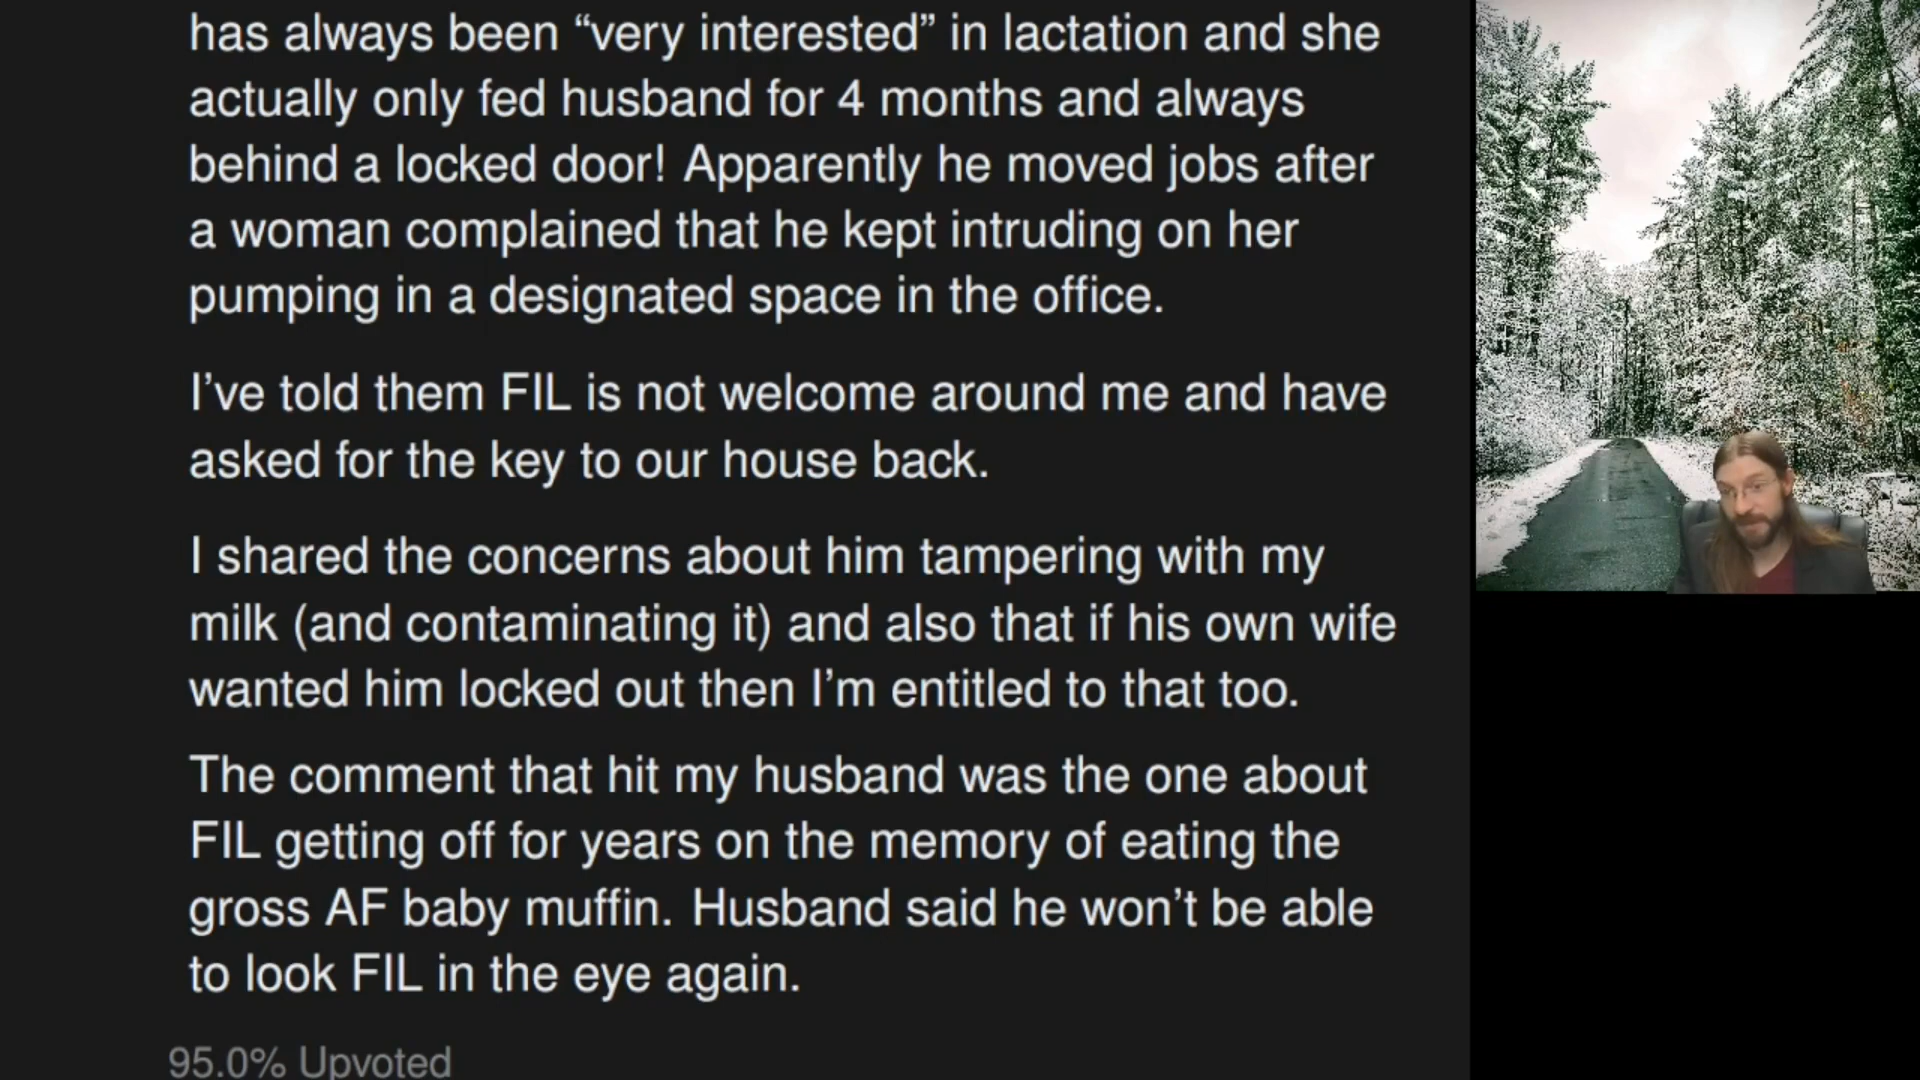 has always been “very interested” in lactation and she
actually only fed husband for 4 months and always
behind a locked door! Apparently he moved jobs after
a woman complained that he kept intruding on her
pumping in a designated space in the office.
I’ve told them FIL is not welcome around me and have
asked for the key to our house back.
I shared the concerns about him tampering with my
milk (and contaminating it) and also that if his own wife
wanted him locked out then I’m entitled to that too.
The comment that hit my husband was the one about
FIL getting off for years on the memory of eating the
gross AF baby muffin. Husband said he won’t be able
to look FIL in the eye again.
95.0% Upvoted